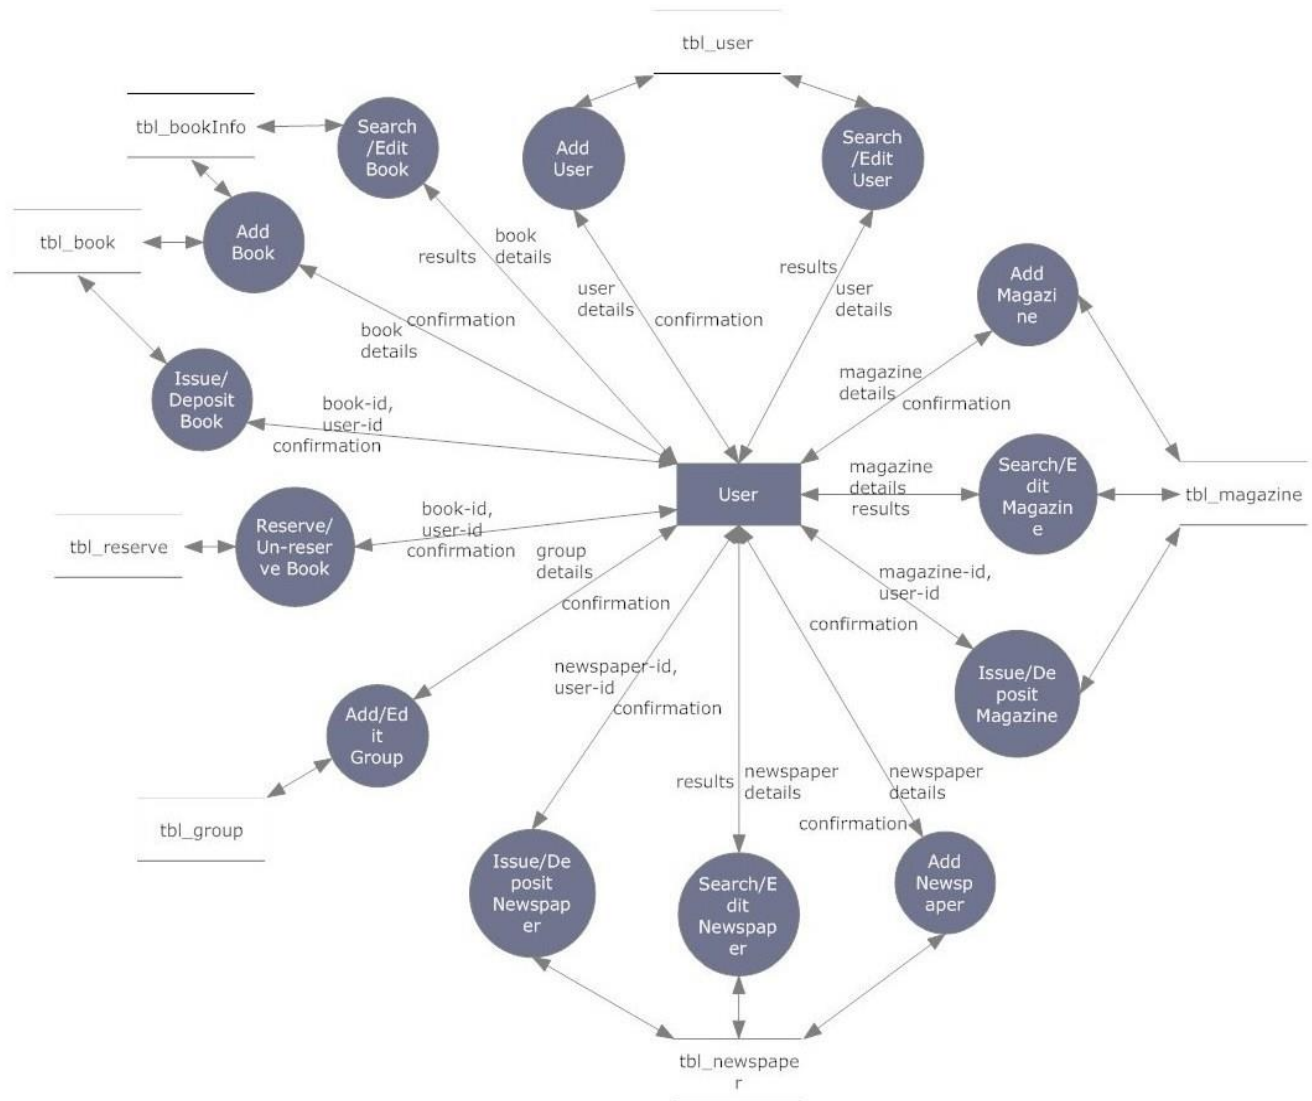 tbl_user
tbl_bookInfo
Search
/Edit
Book
Add
User
Search
/Edit
User
tbl_book
Add
Book
results
book
details
user
details
confirmation
results
user
details
Add
Magazi
ne
book
details
confirmation
magazine
details
confirmation
Issue/
Deposit
Book
book-id,
user-id
confirmation
User
magazine
details
results
Search/E
dit
Magazin
e
tbl_magazine
tbl_reserve
Reserve/
Un-reser
ve Book
book-id,
user-id
confirmation
group
details
confirmation
magazine-id,
user-id
confirmation
Issue/De
posit
Magazine
newspaper-id,
user-id
confirmation
Add/Ed
it
Group
tbl_group
results
newspaper
details
newspaper
details
confirmation
Issue/De
posit
Newspap
er
Search/E
dit
Newspap
er
Add
Newsp
aper
tbl_newspape
r